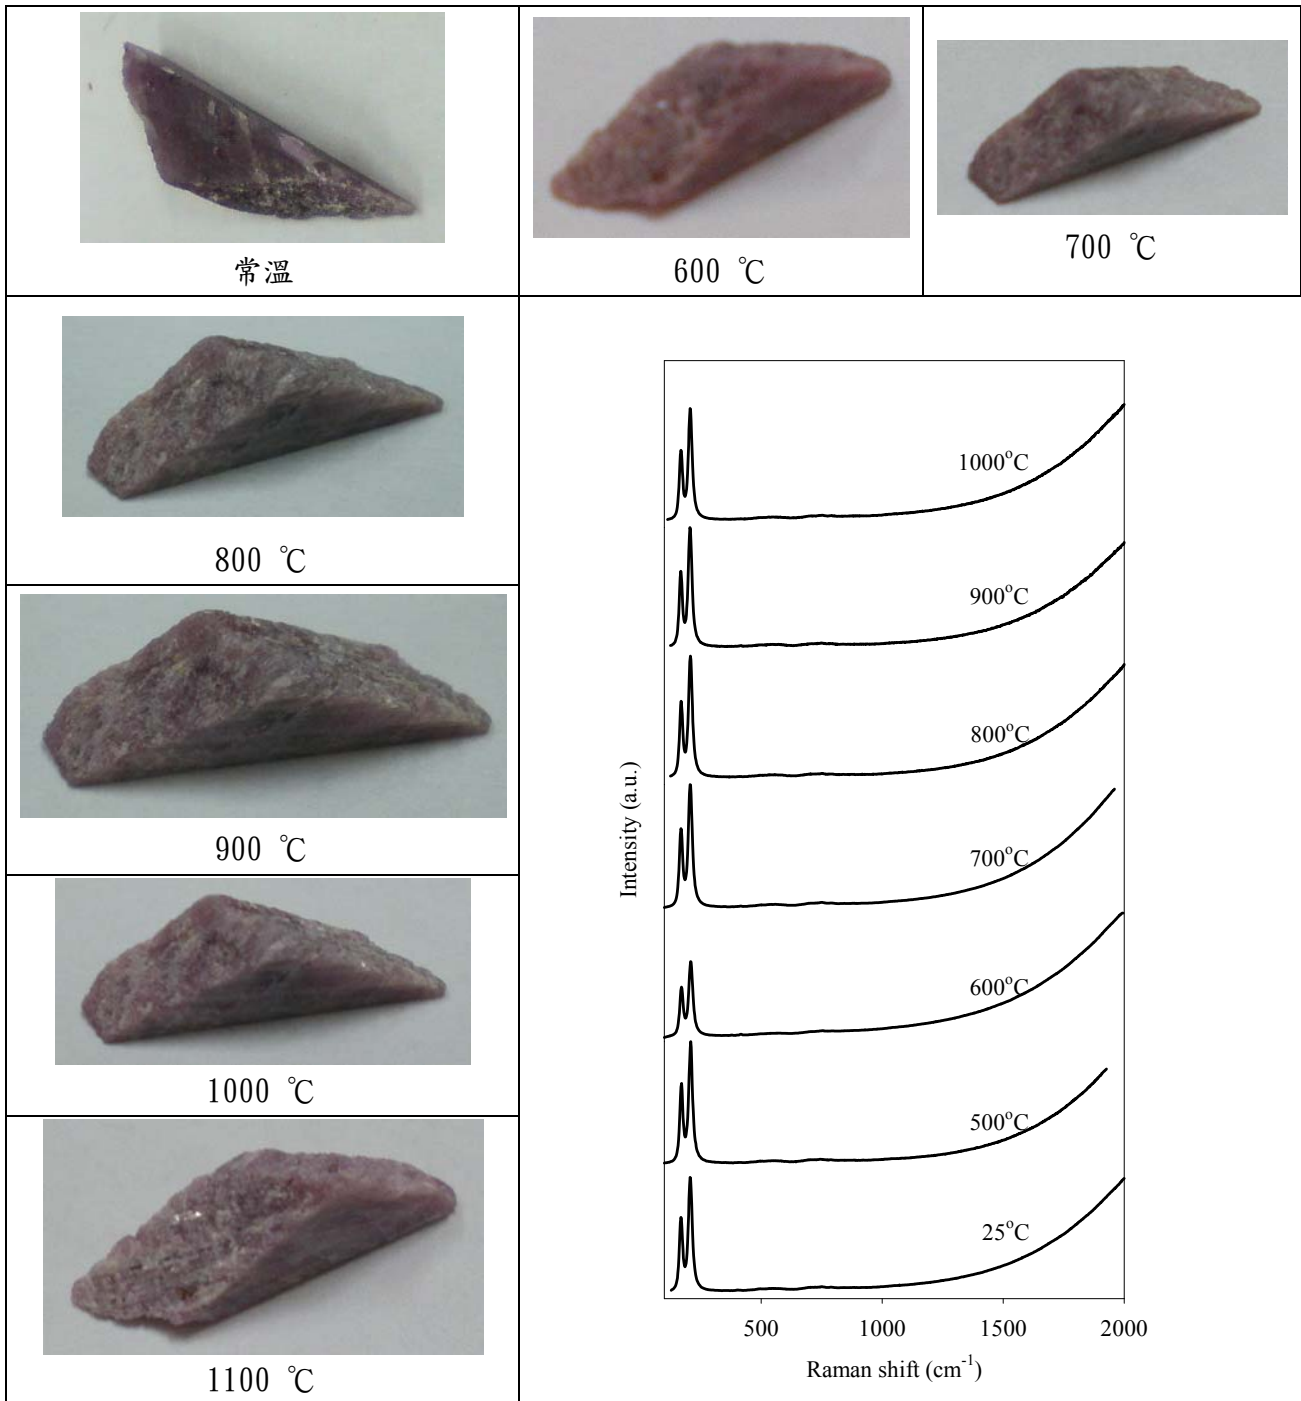 常溫
600 ℃
700 ℃
800 ℃
900 ℃
1000 ℃
1100 ℃
1000°C
900°C
800°C
700°C
600°C
500°C
25°C
Intensity (a.u.)
500 1000 1500 2000
Raman shift (cm⁻¹)